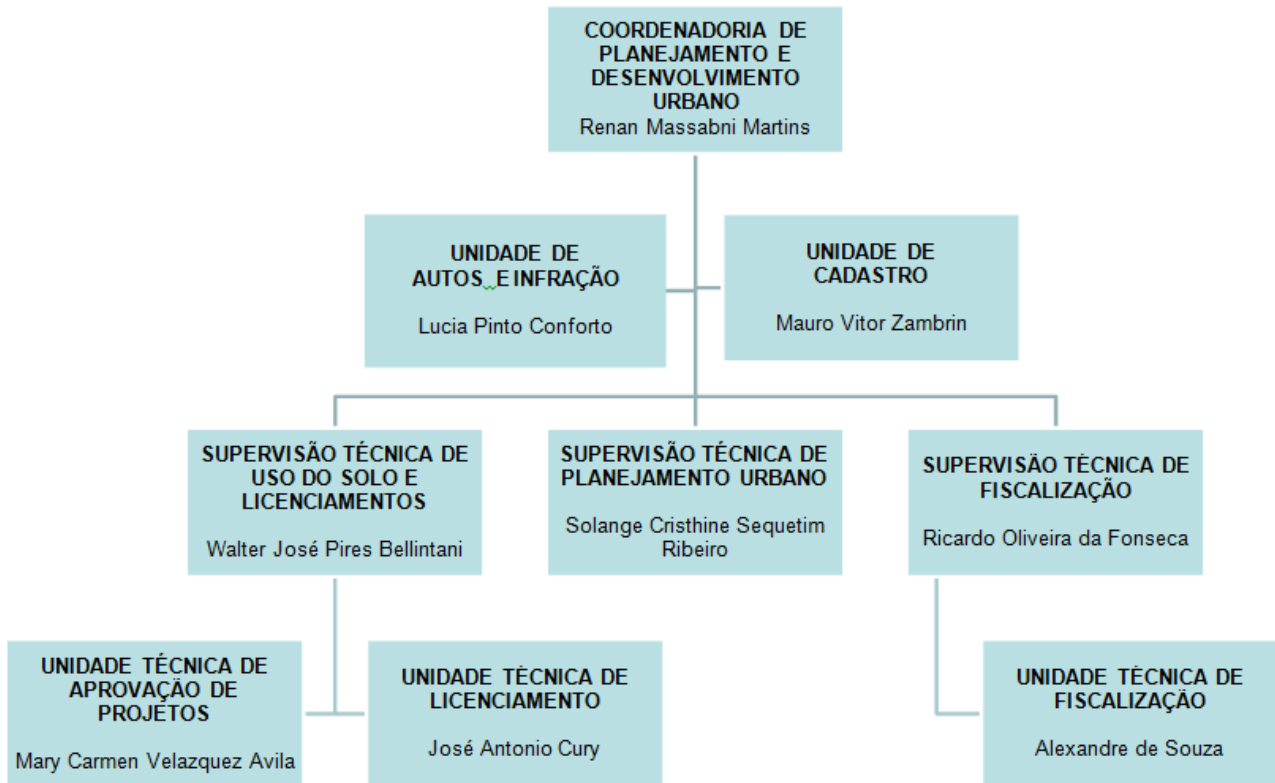 COORDENADORIA DE
PLANEJAMENTO E
DESENVOLVIMENTO
URBANO
Renan Massabni Martins
UNIDADE DE
AUTOS E INFRAÇÃO
Lucia Pinto Conforto
UNIDADE DE
CADASTRO
Mauro Vitor Zambrin
SUPERVISÃO TÉCNICA DE
USO DO SOLO E
LICENCIAMENTOS
Walter José Pires Bellintani
SUPERVISÃO TÉCNICA DE
PLANEJAMENTO URBANO
Solange Cristhine Sequetim
Ribeiro
SUPERVISÃO TÉCNICA DE
FISCALIZAÇÃO
Ricardo Oliveira da Fonseca
UNIDADE TÉCNICA DE
APROVAÇÃO DE
PROJETOS
Mary Carmen Velazquez Avila
UNIDADE TÉCNICA DE
LICENCIAMENTO
José Antonio Cury
UNIDADE TÉCNICA DE
FISCALIZAÇÃO
Alexandre de Souza